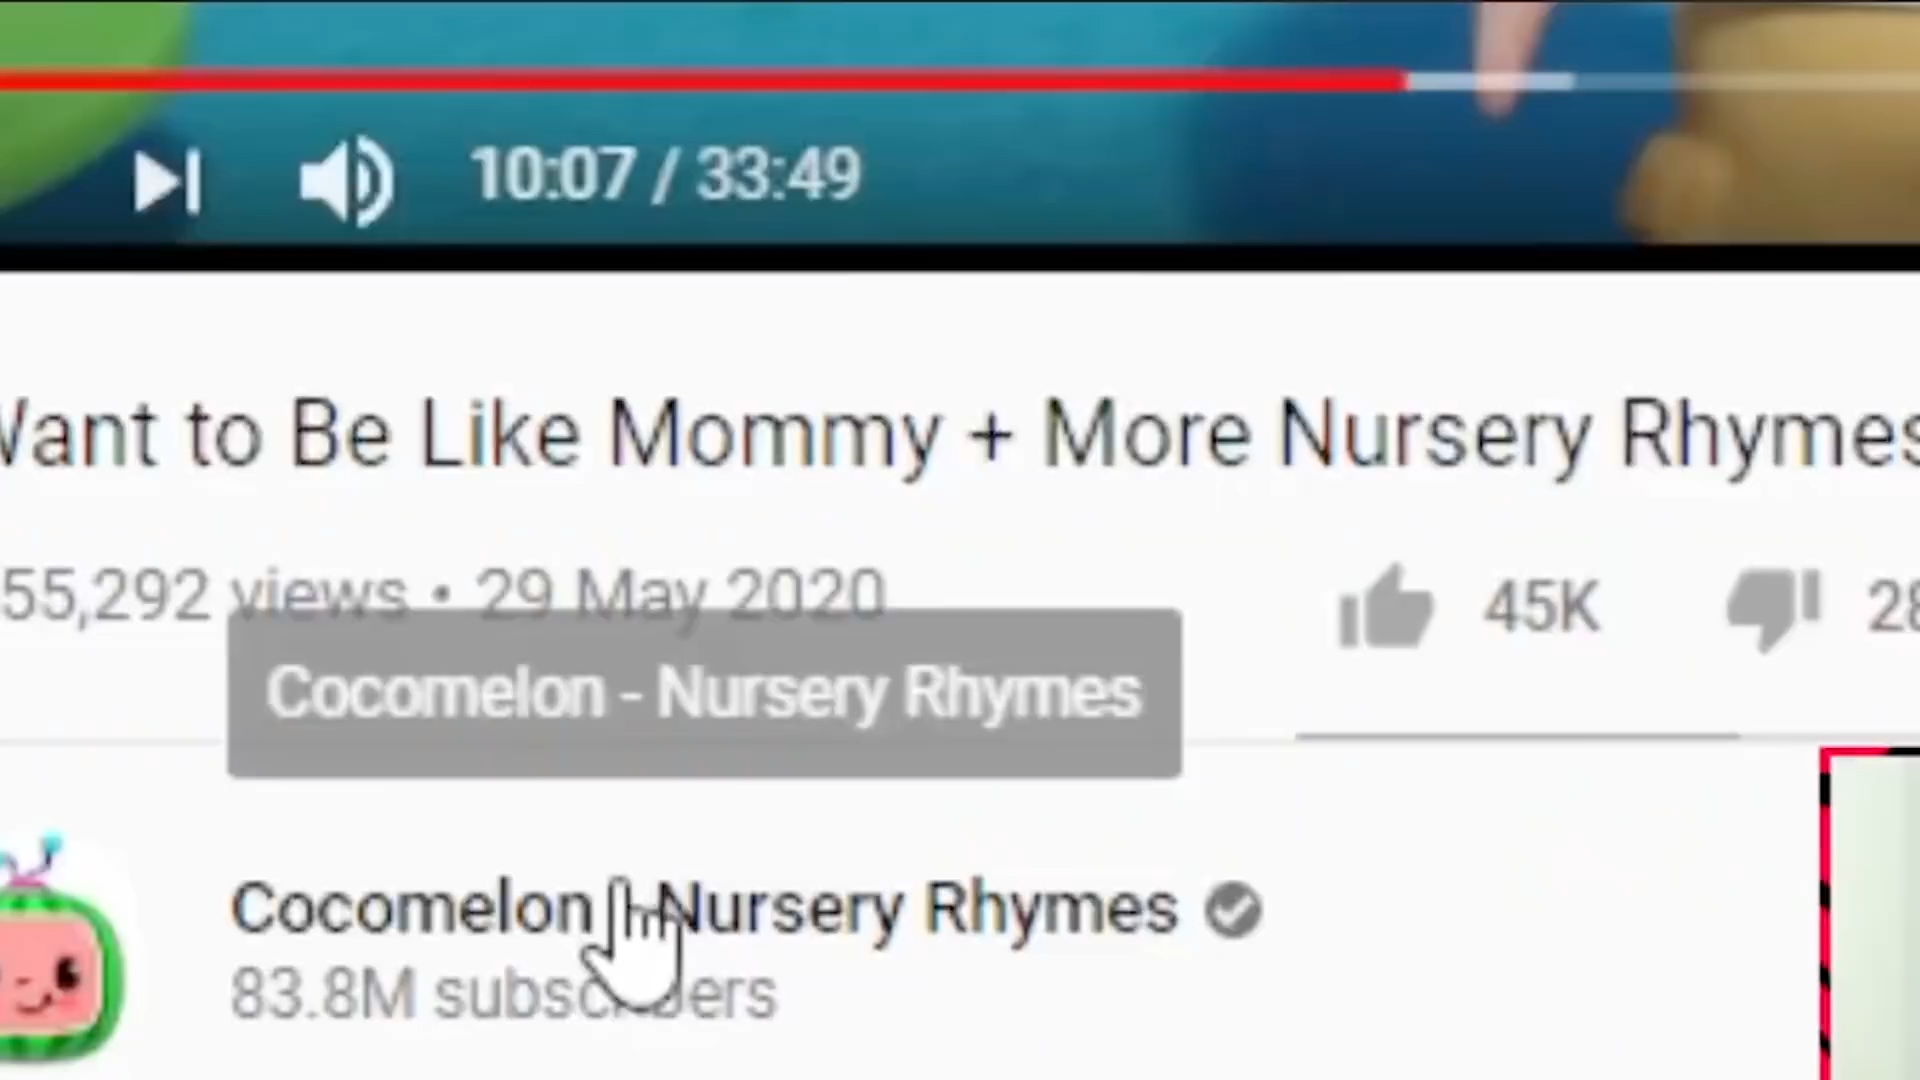 10:07 / 33:49
Want to Be Like Mommy + More Nursery Rhymes
55,292 views • 29 May 2020
45K
28
Cocomelon - Nursery Rhymes
Cocomelon - Nursery Rhymes
83.8M subscribers